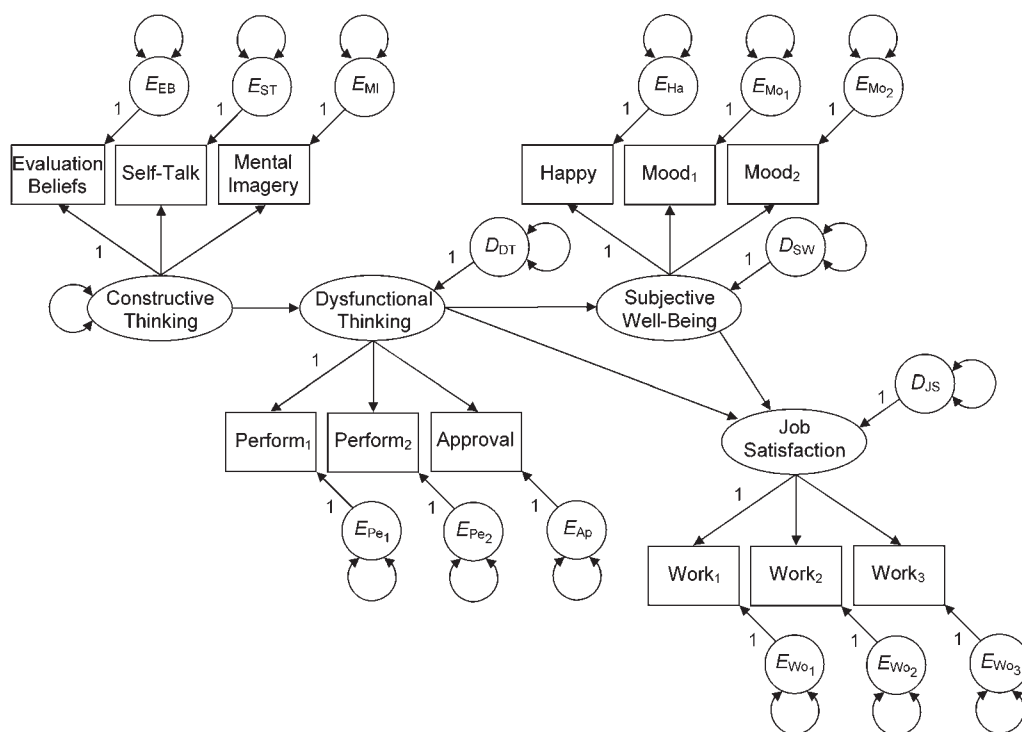 E_EB E_ST E_MI E_Ha E_Mo1 E_Mo2
1 1 1 1 1 1
Evaluation Beliefs Self-Talk Mental Imagery Happy Mood1 Mood2
1 1
D_DT D_SW
1 1
Constructive Thinking Dysfunctional Thinking Subjective Well-Being
1
D_JS
1
Perform1 Perform2 Approval Job Satisfaction
1 1 1 1
E_Pe1 E_Pe2 E_Ap
Work1 Work2 Work3
1 1 1
E_Wo1 E_Wo2 E_Wo3